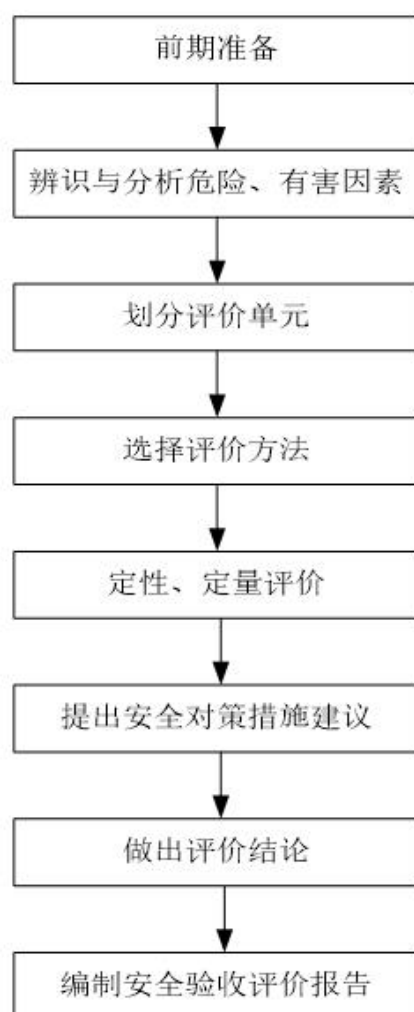 前期准备
辨识与分析危险、有害因素
划分评价单元
选择评价方法
定性、定量评价
提出安全对策措施建议
做出评价结论
编制安全验收评价报告